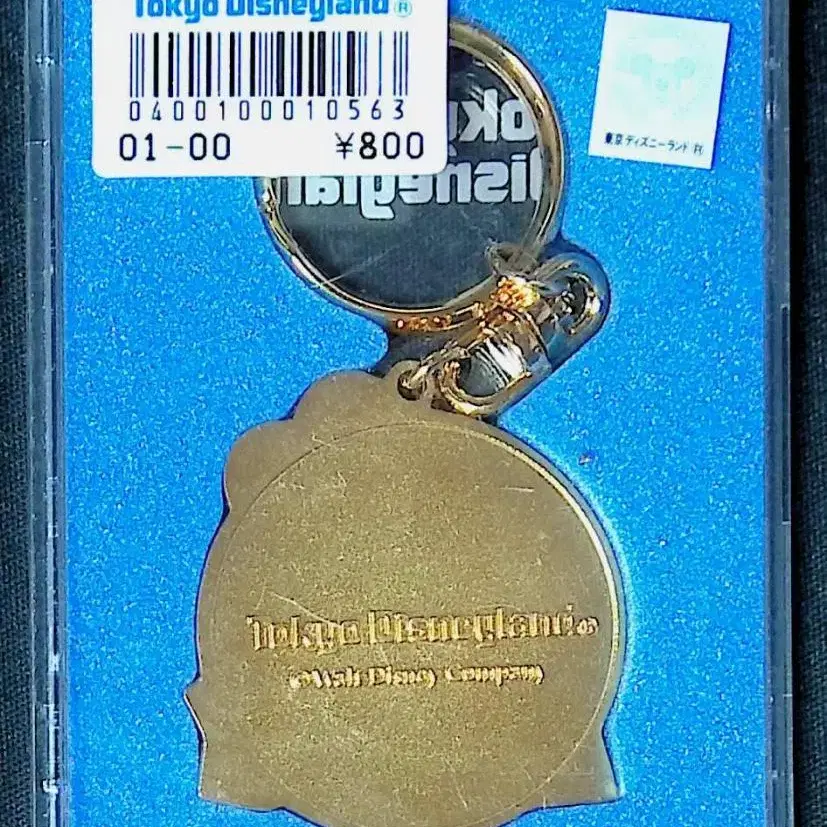 Tokyo Disneyland®
0400100010563
01-00 ¥800
東京ディズニーランド(R)
Tokyo Disneyland®
©Walt Disney Company